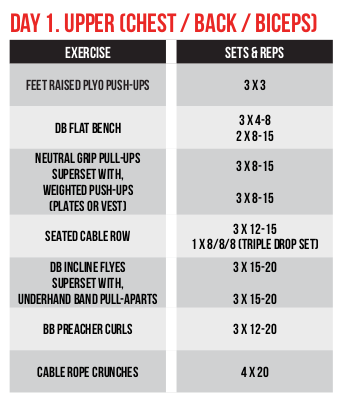 DAY 1. UPPER (CHEST / BACK / BICEPS)
EXERCISE
SETS & REPS
FEET RAISED PLYO PUSH-UPS
3 X 3
DB FLAT BENCH
3 X 4-8
2 X 8-15
NEUTRAL GRIP PULL-UPS
SUPERSET WITH,
WEIGHTED PUSH-UPS
(PLATES OR VEST)
3 X 8-15
3 X 8-15
SEATED CABLE ROW
3 X 12-15
1 X 8/8/8 (TRIPLE DROP SET)
DB INCLINE FLYES
SUPERSET WITH,
UNDERHAND BAND PULL-APARTS
3 X 15-20
3 X 15-20
BB PREACHER CURLS
3 X 12-20
CABLE ROPE CRUNCHES
4 X 20